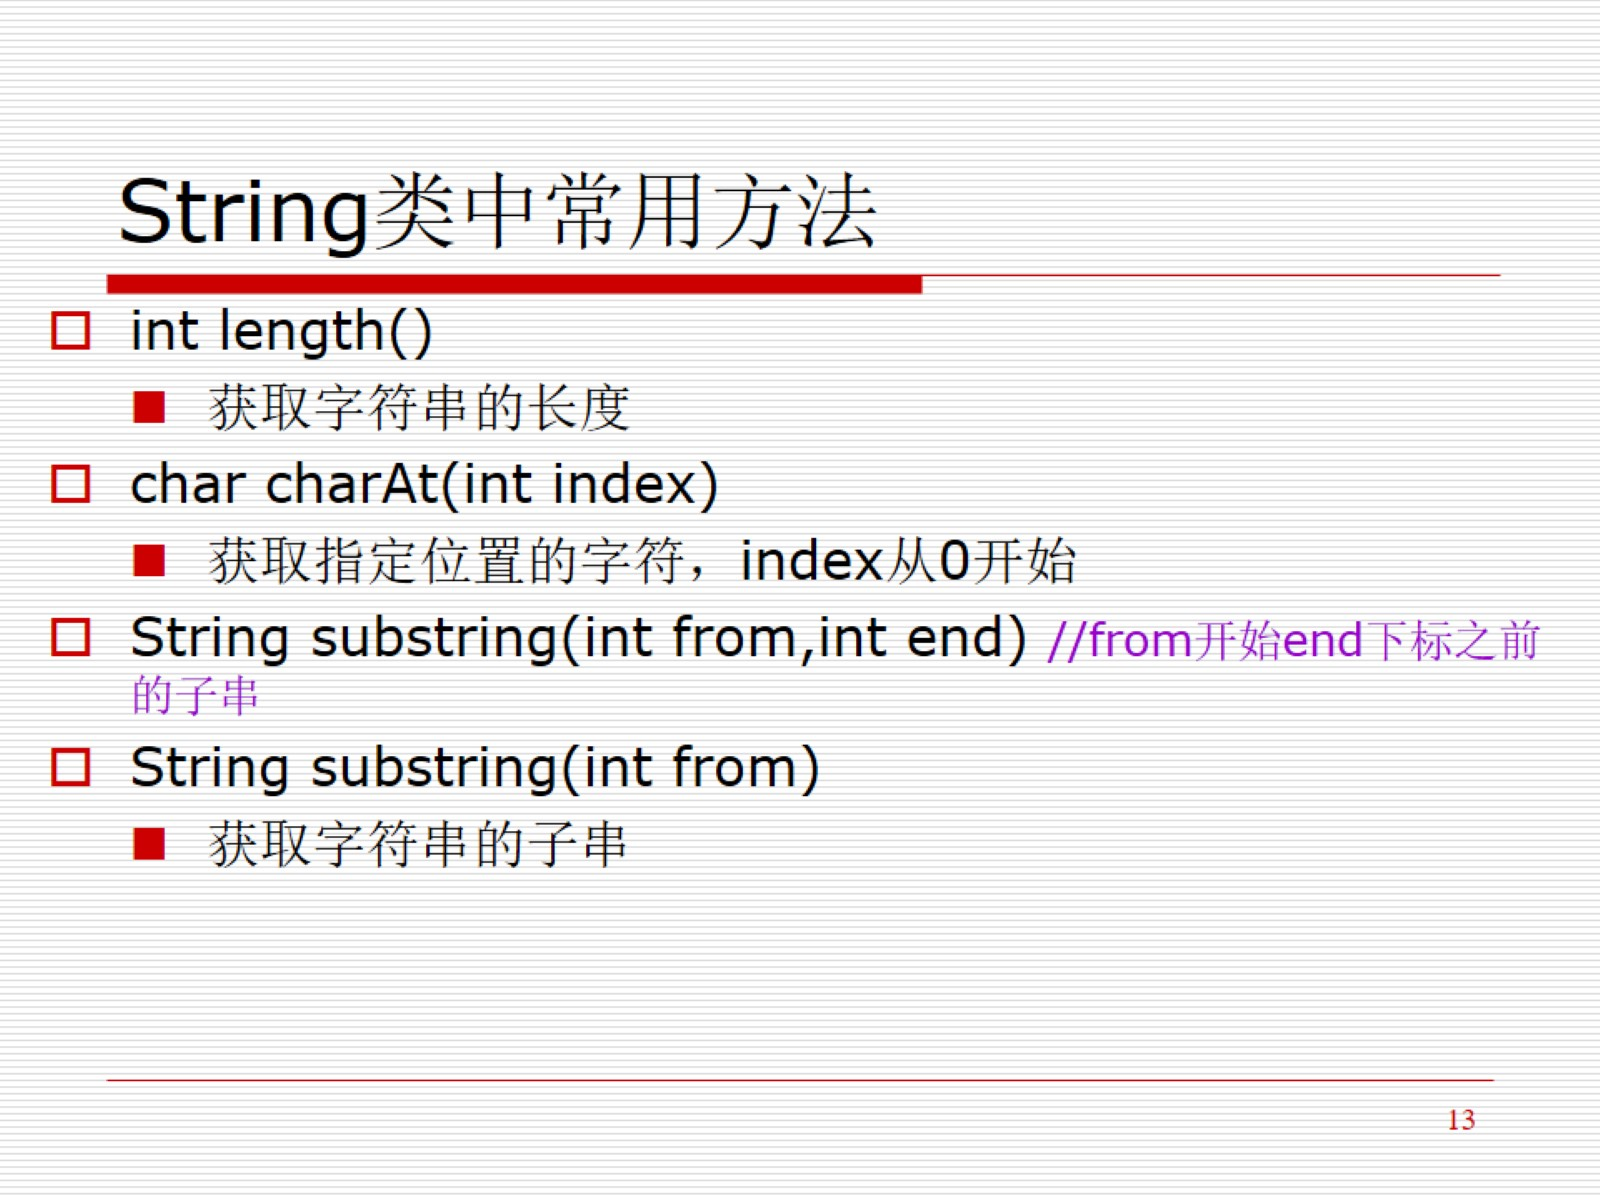 String类中常用方法
int length()
获取字符串的长度
char charAt(int index)
获取指定位置的字符，index从0开始
String substring(int from,int end) //from开始end下标之前
的子串
String substring(int from)
获取字符串的子串
13